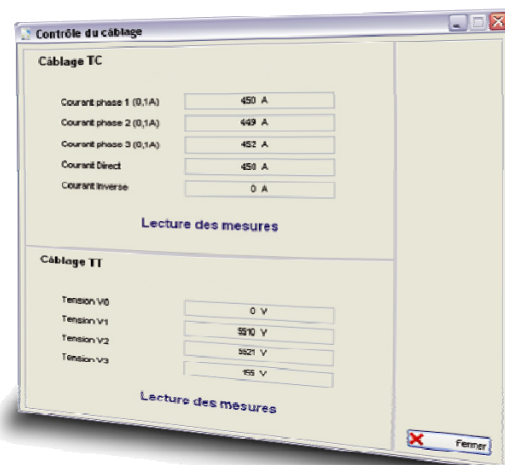 Contrôle du câblage
Câblage TC
Courant phase 1 (0,1A) 450 A
Courant phase 2 (0,1A) 449 A
Courant phase 3 (0,1A) 452 A
Courant Direct 450 A
Courant Inverse 0 A
Lecture des mesures
Câblage TT
Tension V0 0 V
Tension V1 5510 V
Tension V2 5521 V
Tension V3 155 V
Lecture des mesures
Fermer